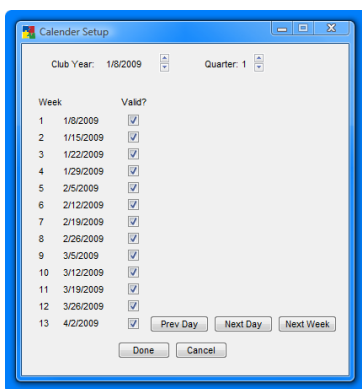 Calender Setup
Club Year: 1/8/2009 Quarter: 1
Week Valid?
1 1/8/2009
2 1/15/2009
3 1/22/2009
4 1/29/2009
5 2/5/2009
6 2/12/2009
7 2/19/2009
8 2/26/2009
9 3/5/2009
10 3/12/2009
11 3/19/2009
12 3/26/2009
13 4/2/2009 Prev Day Next Day Next Week
Done Cancel